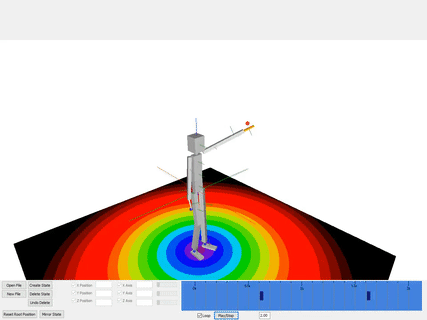 Open File Create State X Position X Axis
New File Delete State Y Position Y Axis
Undo Delete Z Position Z Axis
Reset Root Position Mirror State Loop Play/Stop 2.00